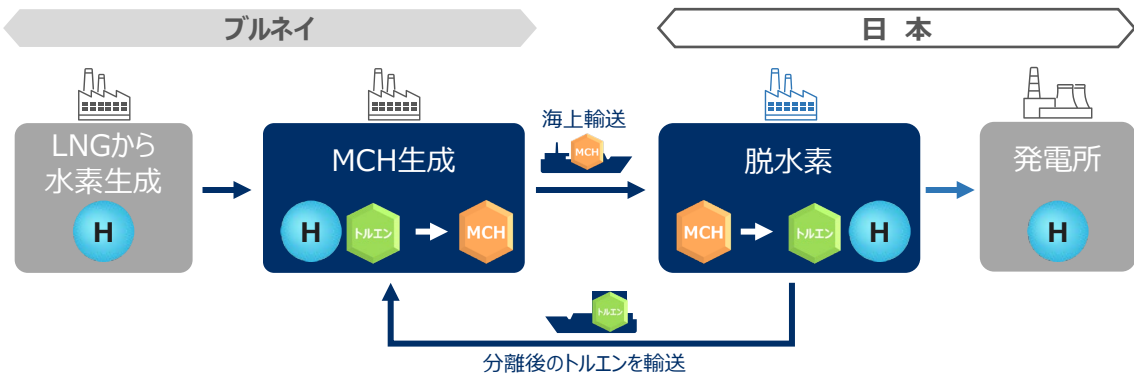 ブルネイ
日本
LNGから
水素生成
H
MCH生成
H
トルエン
MCH
海上輸送
MCH
脱水素
MCH
トルエン
H
発電所
H
トルエン
分離後のトルエンを輸送